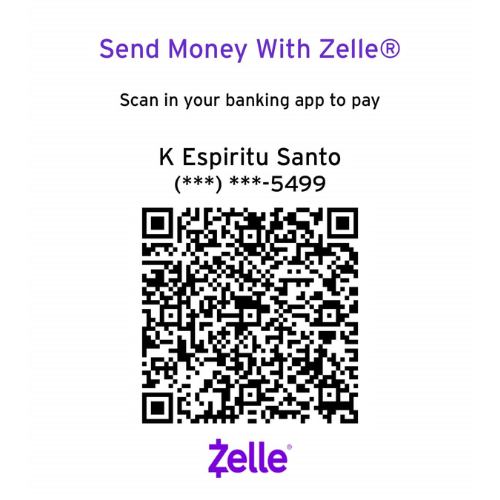 Send Money With Zelle®
Scan in your banking app to pay
K Espiritu Santo
(***) ***-5499
Zelle®